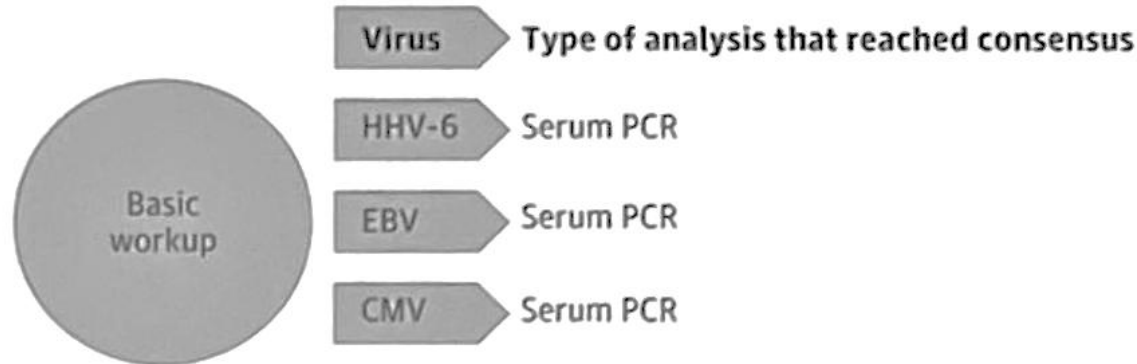 Virus Type of analysis that reached consensus
HHV-6 Serum PCR
Basic
workup
EBV Serum PCR
CMV Serum PCR